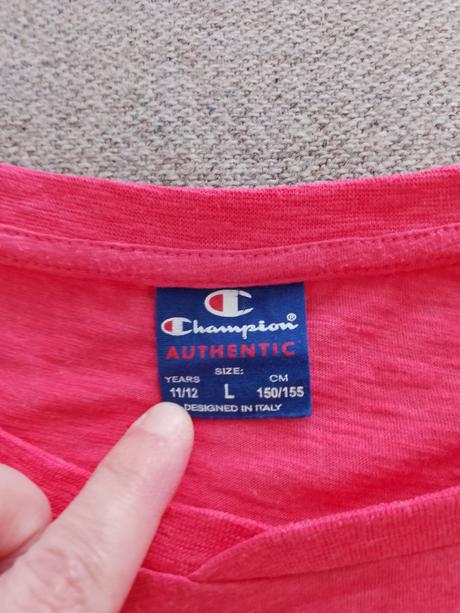 Champion®
AUTHENTIC
SIZE:
YEARS CM
11/12 L 150/155
DESIGNED IN ITALY